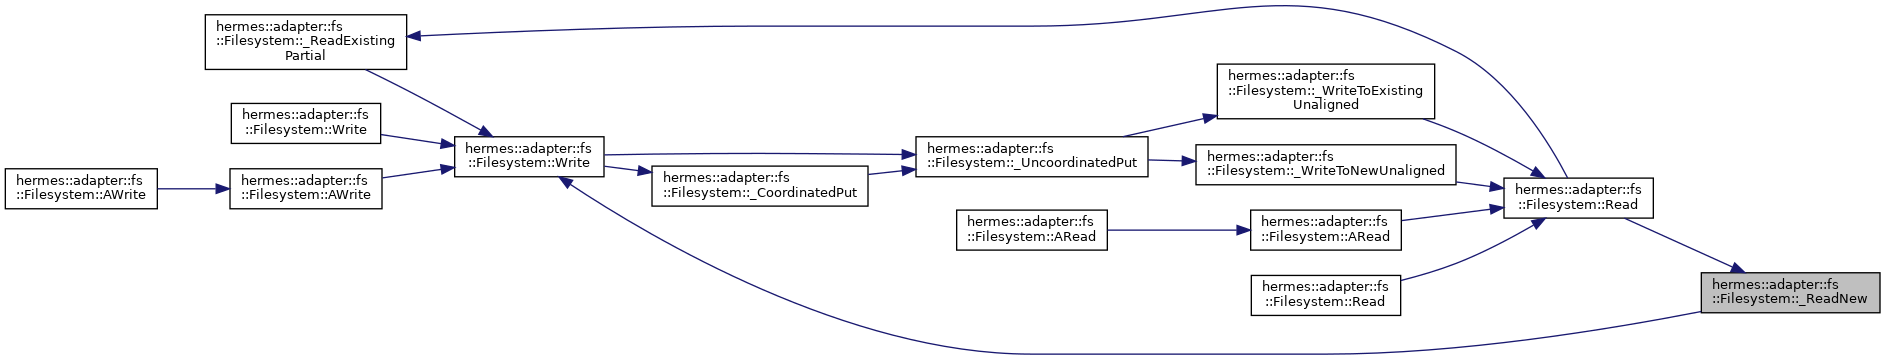 hermes::adapter::fs
::Filesystem::_ReadExisting
Partial
hermes::adapter::fs
::Filesystem::Write
hermes::adapter::fs
::Filesystem::AWrite
hermes::adapter::fs
::Filesystem::AWrite
hermes::adapter::fs
::Filesystem::Write
hermes::adapter::fs
::Filesystem::_CoordinatedPut
hermes::adapter::fs
::Filesystem::_UncoordinatedPut
hermes::adapter::fs
::Filesystem::ARead
hermes::adapter::fs
::Filesystem::_WriteToExisting
Unaligned
hermes::adapter::fs
::Filesystem::_WriteToNewUnaligned
hermes::adapter::fs
::Filesystem::ARead
hermes::adapter::fs
::Filesystem::Read
hermes::adapter::fs
::Filesystem::Read
hermes::adapter::fs
::Filesystem::_ReadNew